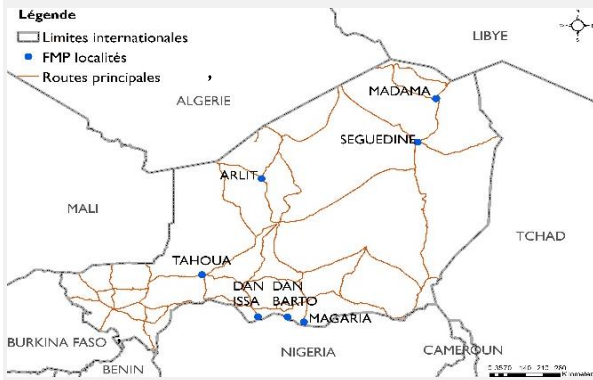 Légende
Limites internationales
FMP localités
Routes principales
LIBYE
ALGERIE
MADAMA
SEGUEDINE
ARLIT
MALI
TCHAD
TAHOUA
DAN
ISSA
DAN
BARTO
MAGARIA
BURKINA FASO
NIGERIA
CAMEROUN
BENIN